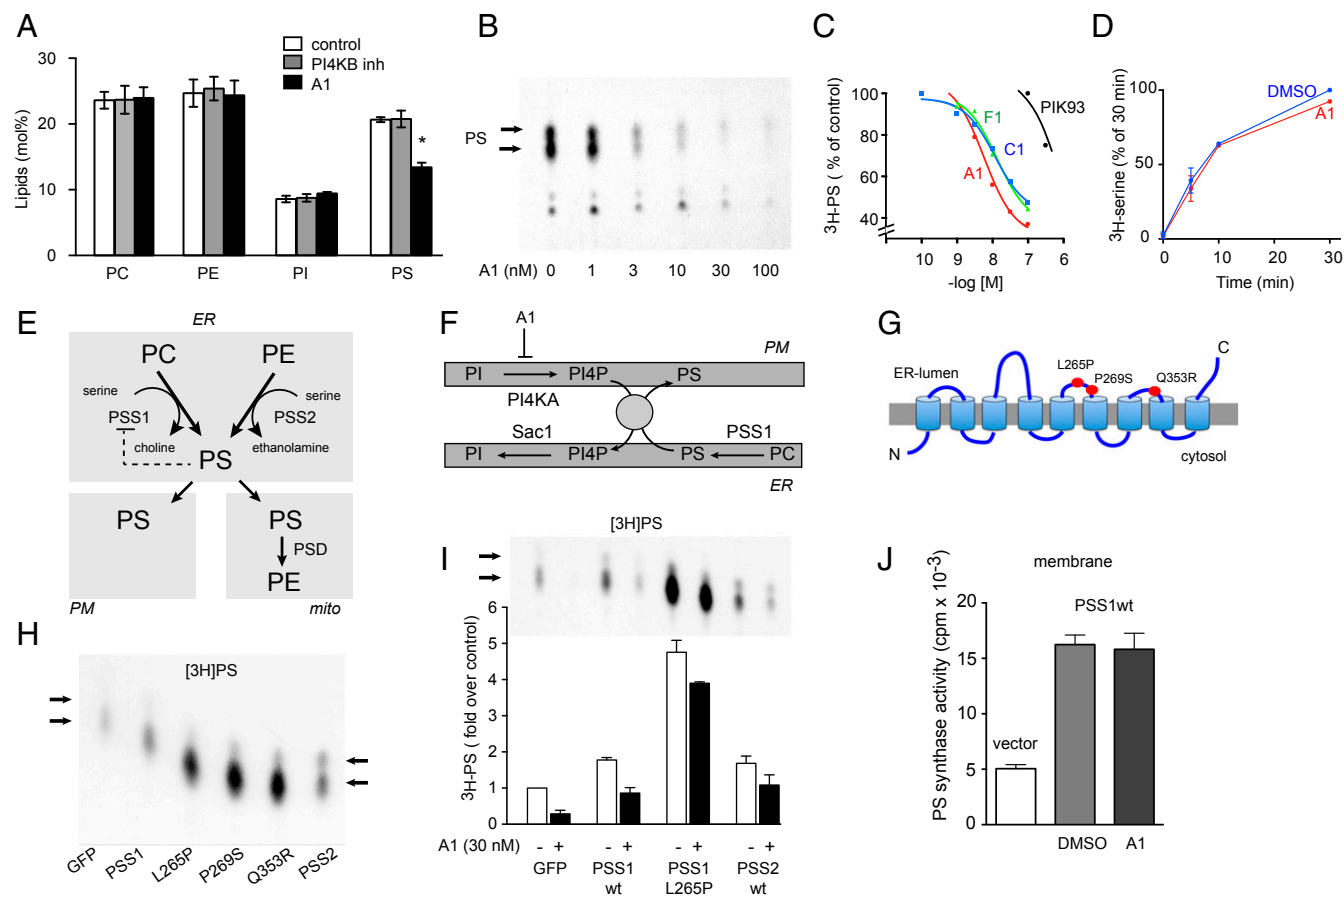 A
control
PI4KB inh
A1
Lipids (mol%)
30
20
10
0
*
PC PE PI PS
B
PS
A1 (nM) 0 1 3 10 30 100
C
3H-PS ( % of control)
100
80
60
40
PIK93
F1
C1
A1
10 9 8 7 6
-log [M]
D
3H-serine (% of 30 min)
100
50
0
DMSO
A1
0 10 20 30
Time (min)
E
ER
PC PE
serine serine
PSS1 PSS2
choline ethanolamine
PS
PS PS
PSD
PE
PM mito
F
A1
PM
PI PI4P PS
PI4KA
Sac1 PSS1
PI PI4P PS PC
ER
G
C
L265P
ER-lumen P269S Q353R
N
cytosol
H
[3H]PS
GFP PSS1 L265P P269S Q353R PSS2
I
[3H]PS
3H-PS ( fold over control)
6
5
4
3
2
1
0
A1 (30 nM) - + - + - + - +
GFP PSS1 PSS1 PSS2
wt L265P wt
J
membrane
PS synthase activity (cpm x 10-3)
20
15
10
5
0
PSS1wt
vector
DMSO A1